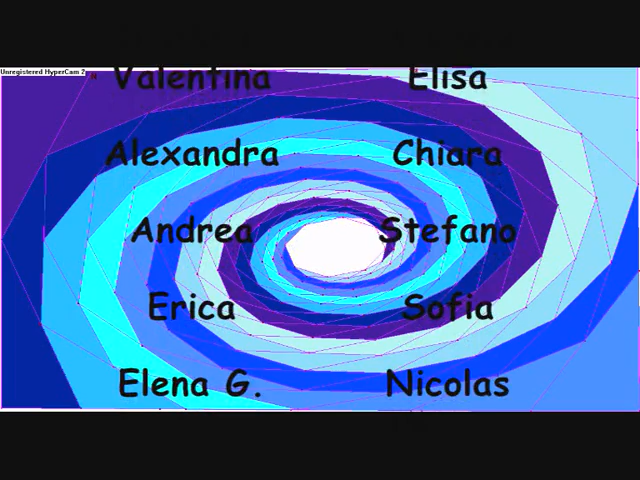 Unregistered HyperCam 2
Valentina Elisa
Alexandra Chiara
Andrea Stefano
Erica Sofia
Elena G. Nicolas